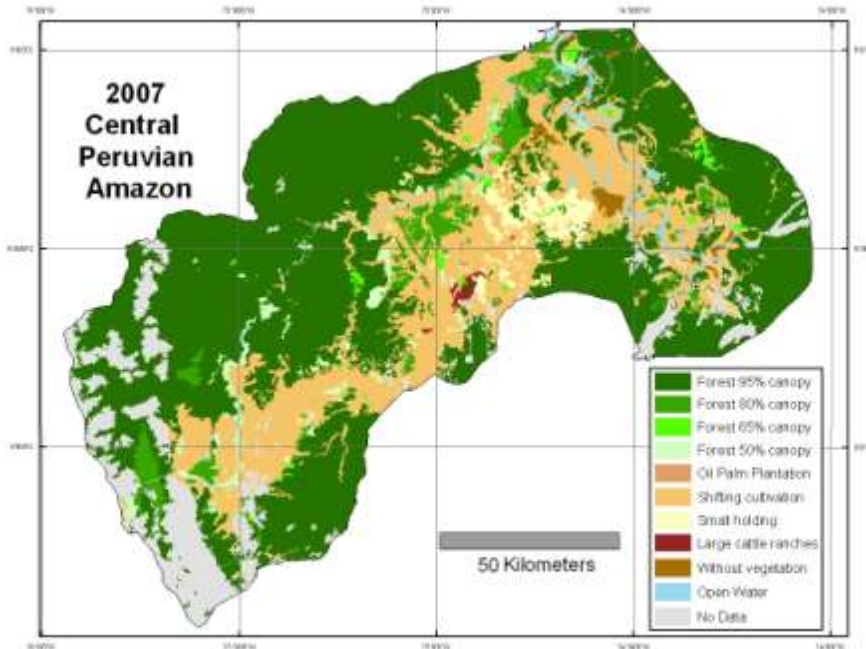 2007
Central
Peruvian
Amazon
Forest 95% canopy
Forest 80% canopy
Forest 65% canopy
Forest 50% canopy
Oil Palm Plantation
Shifting cultivation
Small holding
Large cattle ranches
Without vegetation
Open Water
No Data
50 Kilometers